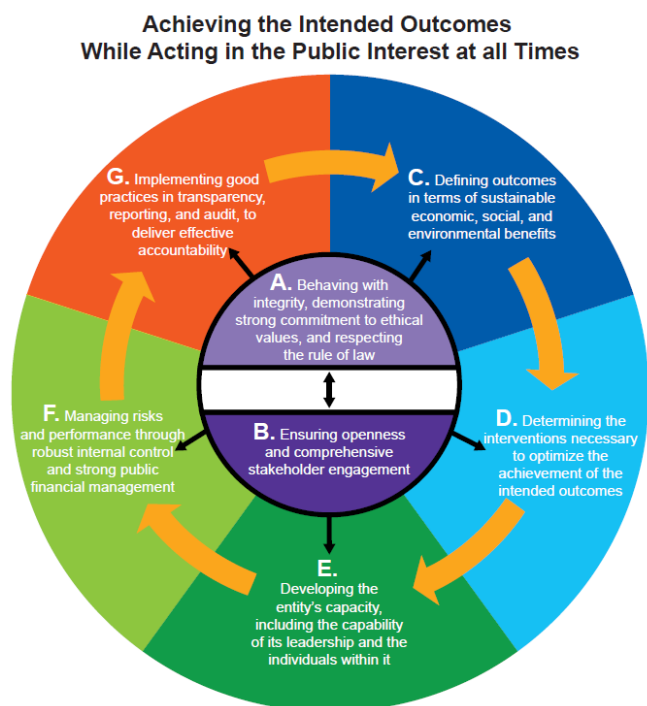 Achieving the Intended Outcomes
While Acting in the Public Interest at all Times
G. Implementing good
practices in transparency,
reporting, and audit, to
deliver effective
accountability
C. Defining outcomes
in terms of sustainable
economic, social, and
environmental benefits
A. Behaving with
integrity, demonstrating
strong commitment to ethical
values, and respecting
the rule of law
B. Ensuring openness
and comprehensive
stakeholder engagement
F. Managing risks
and performance through
robust internal control
and strong public
financial management
D. Determining the
interventions necessary
to optimize the
achievement of the
intended outcomes
E.
Developing the
entity's capacity,
including the capability
of its leadership and the
individuals within it